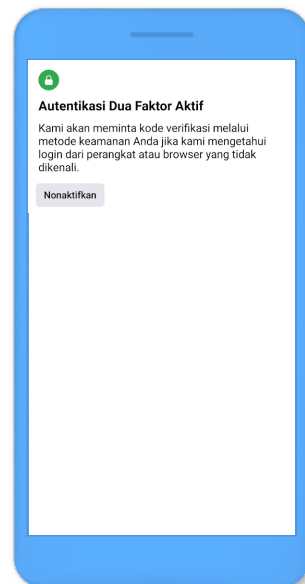 Autentikasi Dua Faktor Aktif
Kami akan meminta kode verifikasi melalui
metode keamanan Anda jika kami mengetahui
login dari perangkat atau browser yang tidak
dikenali.
Nonaktifkan